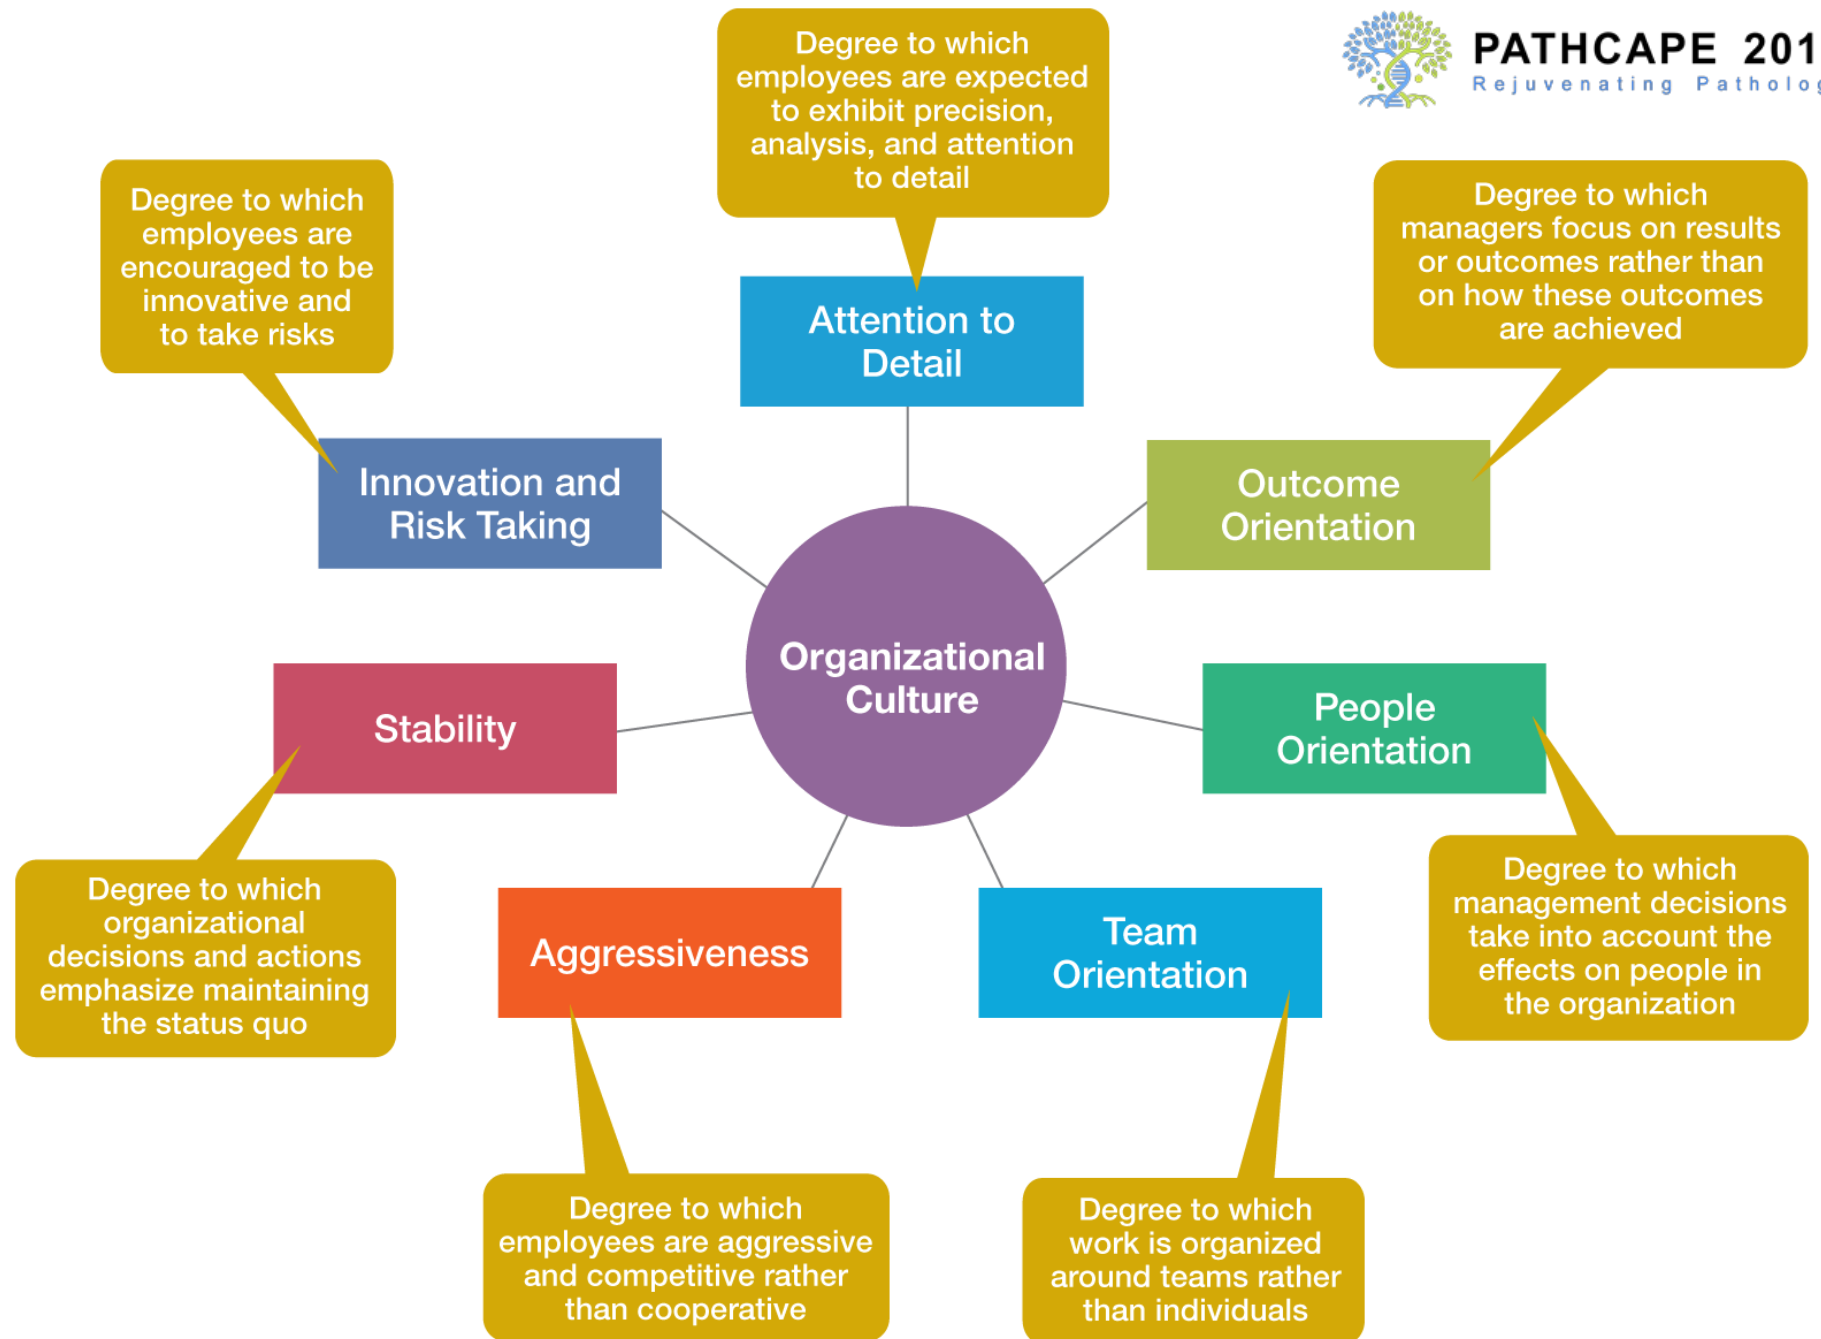 PATHCAPE 201
Rejuvenating Patholog
Degree to which
employees are expected
to exhibit precision,
analysis, and attention
to detail
Degree to which
employees are
encouraged to be
innovative and
to take risks
Degree to which
managers focus on results
or outcomes rather than
on how these outcomes
are achieved
Attention to
Detail
Innovation and
Risk Taking
Outcome
Orientation
Organizational
Culture
Stability
People
Orientation
Degree to which
organizational
decisions and actions
emphasize maintaining
the status quo
Aggressiveness
Team
Orientation
Degree to which
management decisions
take into account the
effects on people in
the organization
Degree to which
employees are aggressive
and competitive rather
than cooperative
Degree to which
work is organized
around teams rather
than individuals